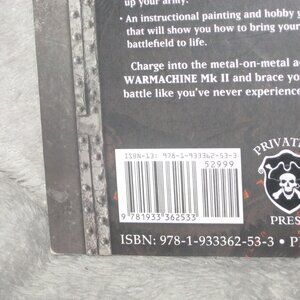 up your army.
• An instructional painting and hobby
that will show you how to bring your
battlefield to life.
Charge into the metal-on-metal
WARMACHINE Mk II and brace
battle like you've never
ISBN-13: 978-1-933362-53-3
52999
9 781933 362533
PRIVAT
PRES
ISBN: 978-1-933362-53-3 • P